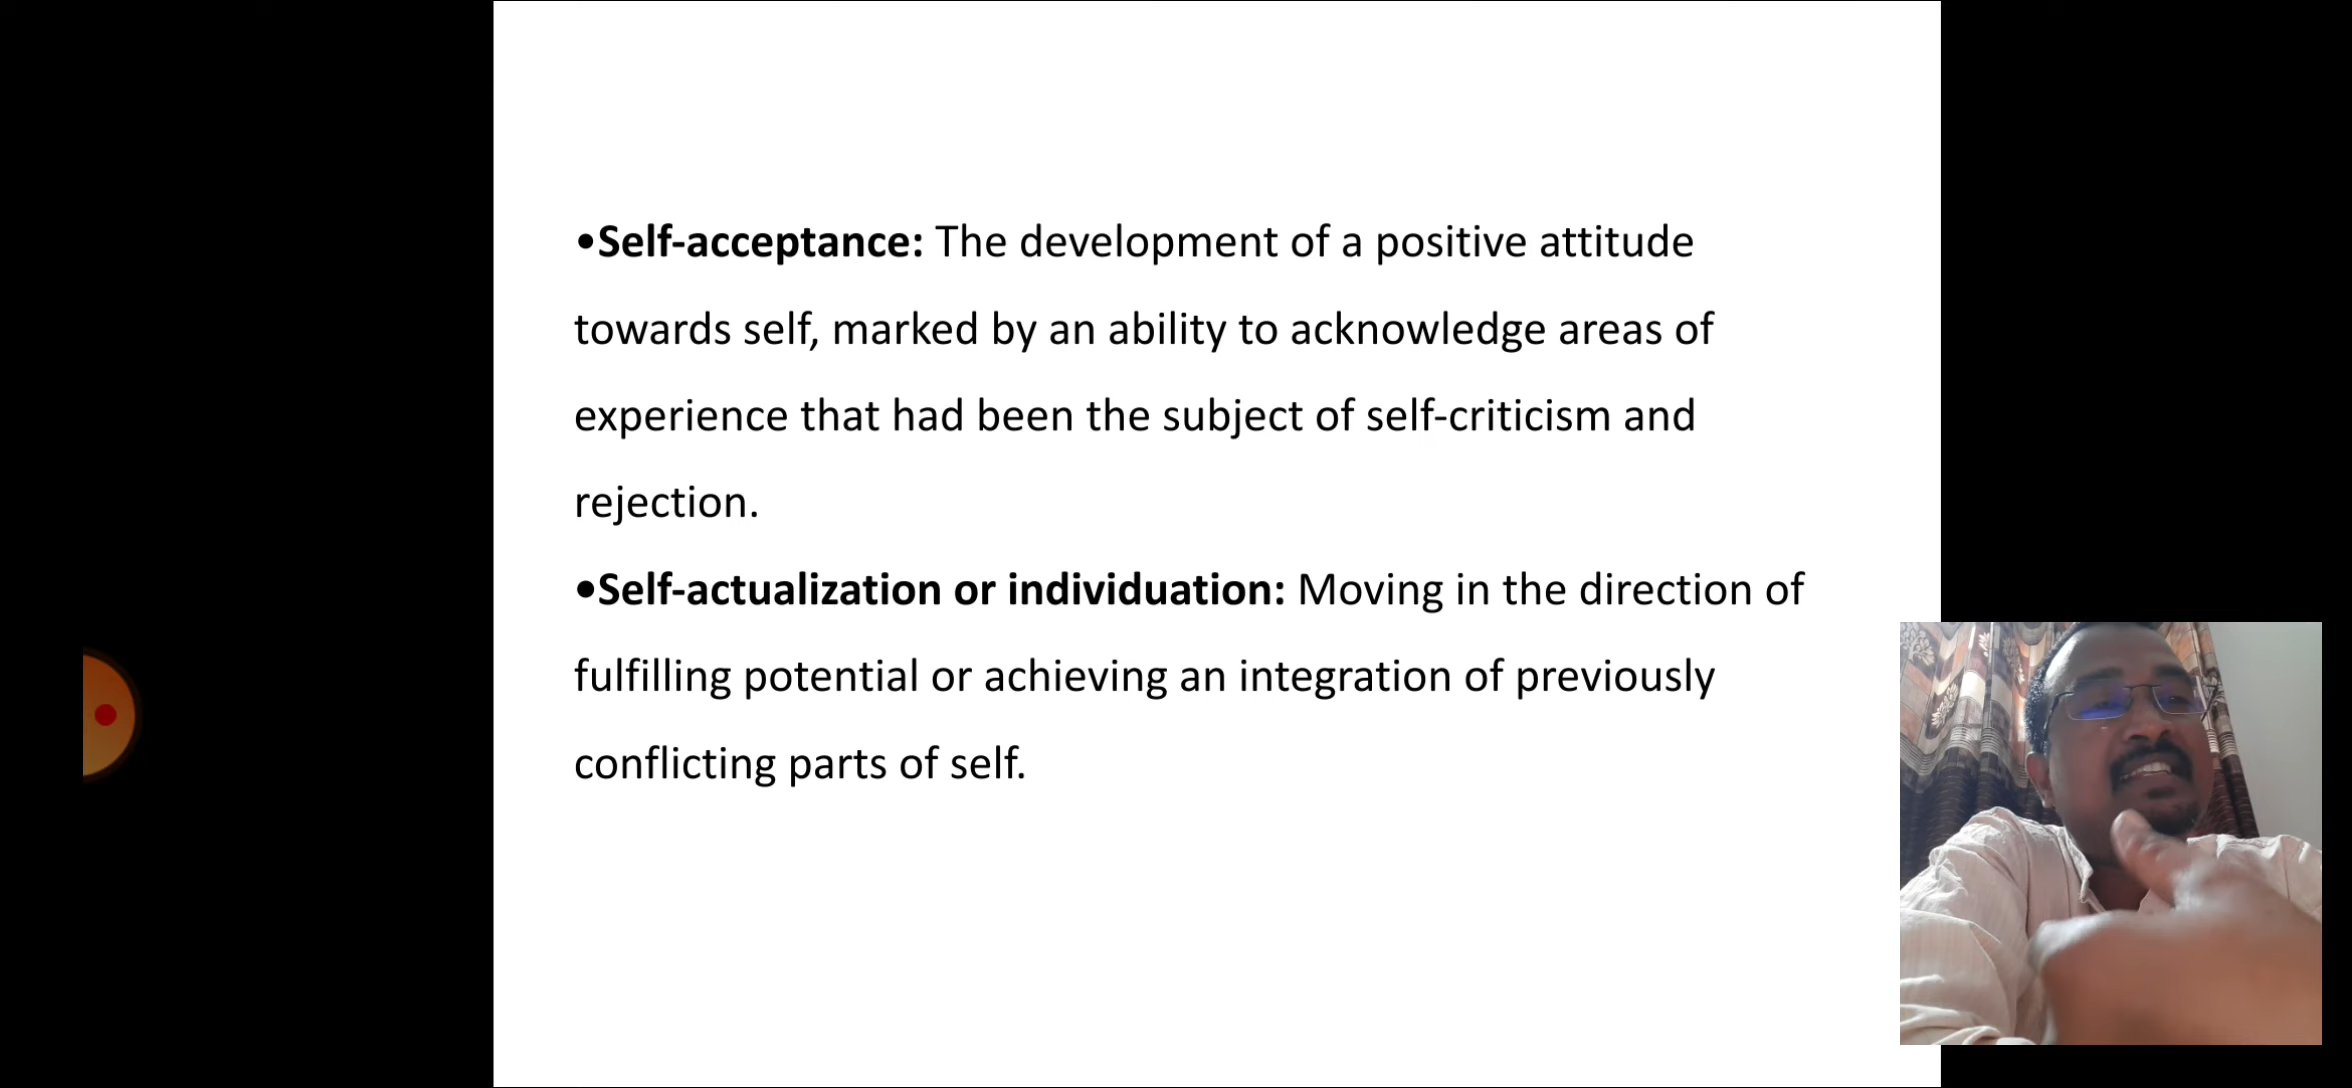 •Self-acceptance: The development of a positive attitude
towards self, marked by an ability to acknowledge areas of
experience that had been the subject of self-criticism and
rejection.
•Self-actualization or individuation: Moving in the direction of
fulfilling potential or achieving an integration of previously
conflicting parts of self.